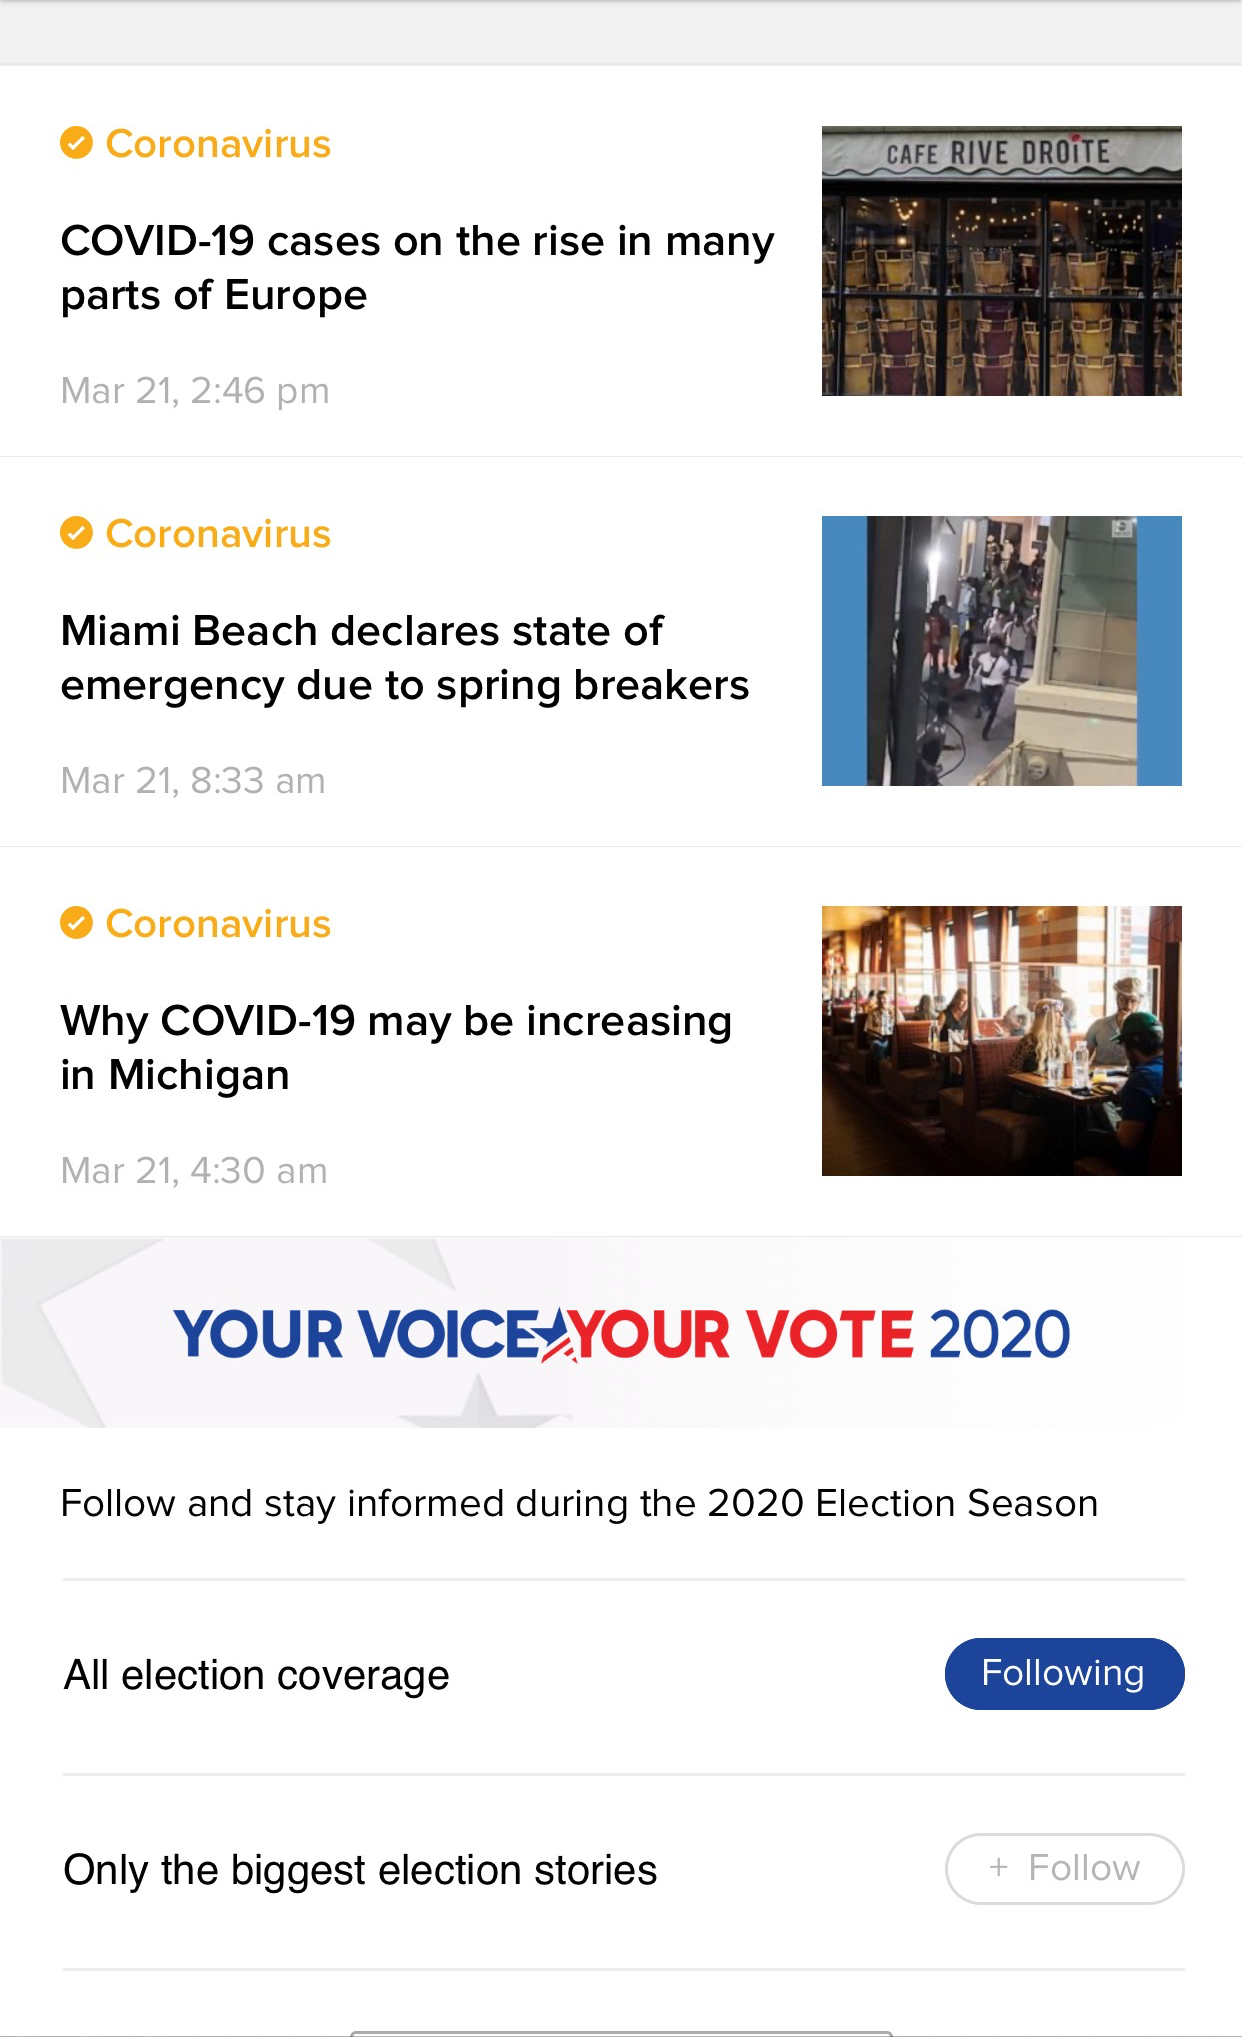 Coronavirus
CAFE RIVE DROITE
COVID-19 cases on the rise in many
parts of Europe
Mar 21, 2:46 pm
Coronavirus
Miami Beach declares state of
emergency due to spring breakers
Mar 21, 8:33 am
Coronavirus
Why COVID-19 may be increasing
in Michigan
Mar 21, 4:30 am
YOUR VOICE YOUR VOTE 2020
Follow and stay informed during the 2020 Election Season
All election coverage
Following
Only the biggest election stories
+ Follow